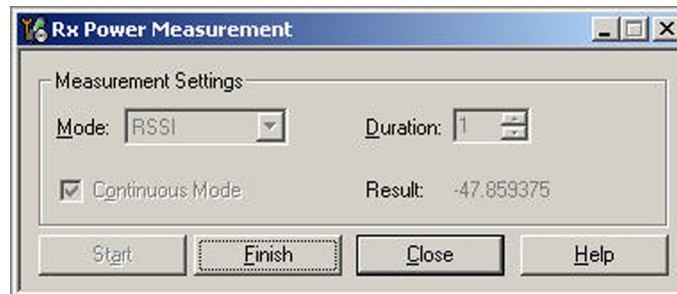 Rx Power Measurement
Measurement Settings
Mode: RSSI Duration: 1
Continuous Mode Result: -47.859375
Start Finish Close Help